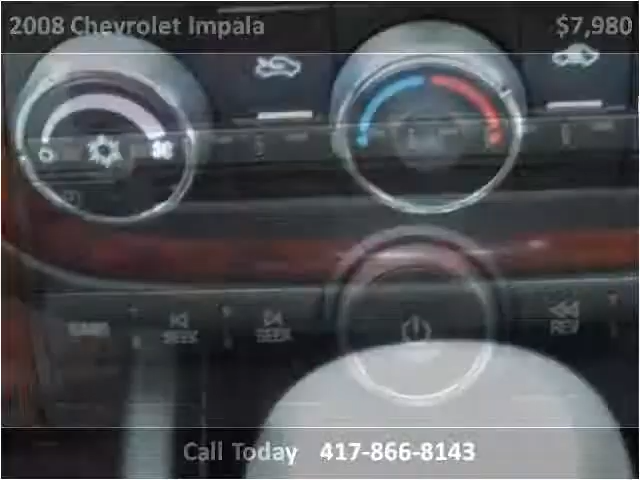 2008 Chevrolet Impala $7,980
SEEK SEEK REV
Call Today 417-866-8143